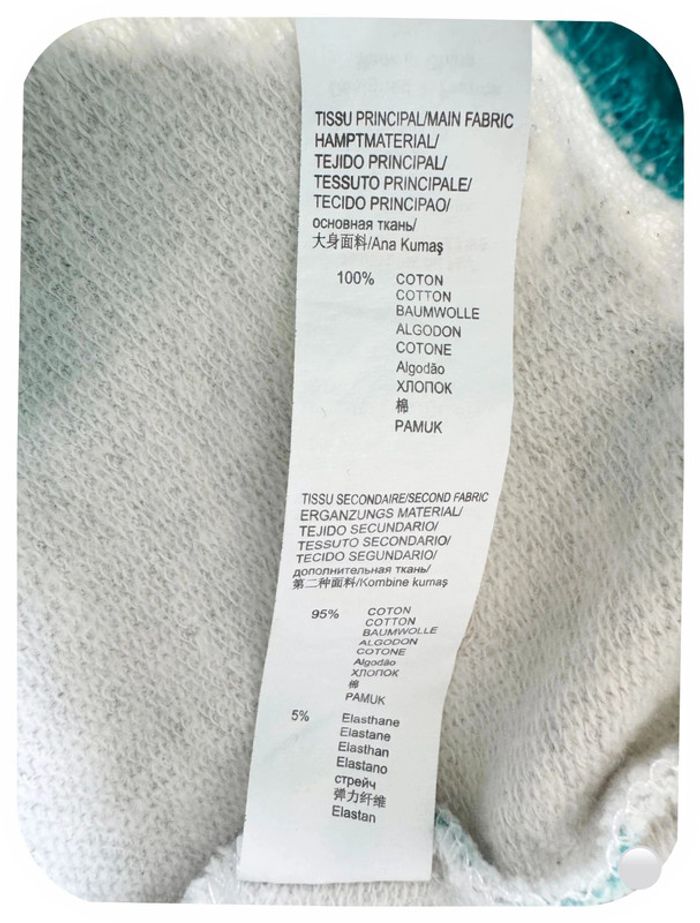 TISSU PRINCIPAL/MAIN FABRIC
HAMPTMATERIAL/
TEJIDO PRINCIPAL/
TESSUTO PRINCIPALE/
TECIDO PRINCIPAO/
основная ткань/
大身面料/Ana Kumaş
100% COTON
COTTON
BAUMWOLLE
ALGODON
COTONE
Algodão
ХЛОПОК
棉
PAMUK
TISSU SECONDAIRE/SECOND FABRIC
ERGANZUNGS MATERIAL/
TEJIDO SECUNDARIO/
TESSUTO SECONDARIO/
TECIDO SEGUNDARIO/
дополнительная ткань/
第二种面料/Kombine kumaş
95% COTON
COTTON
BAUMWOLLE
ALGODON
COTONE
Algodão
ХЛОПОК
棉
PAMUK
5% Elasthane
Elastane
Elasthan
Elastano
стрейч
弹力纤维
Elastan